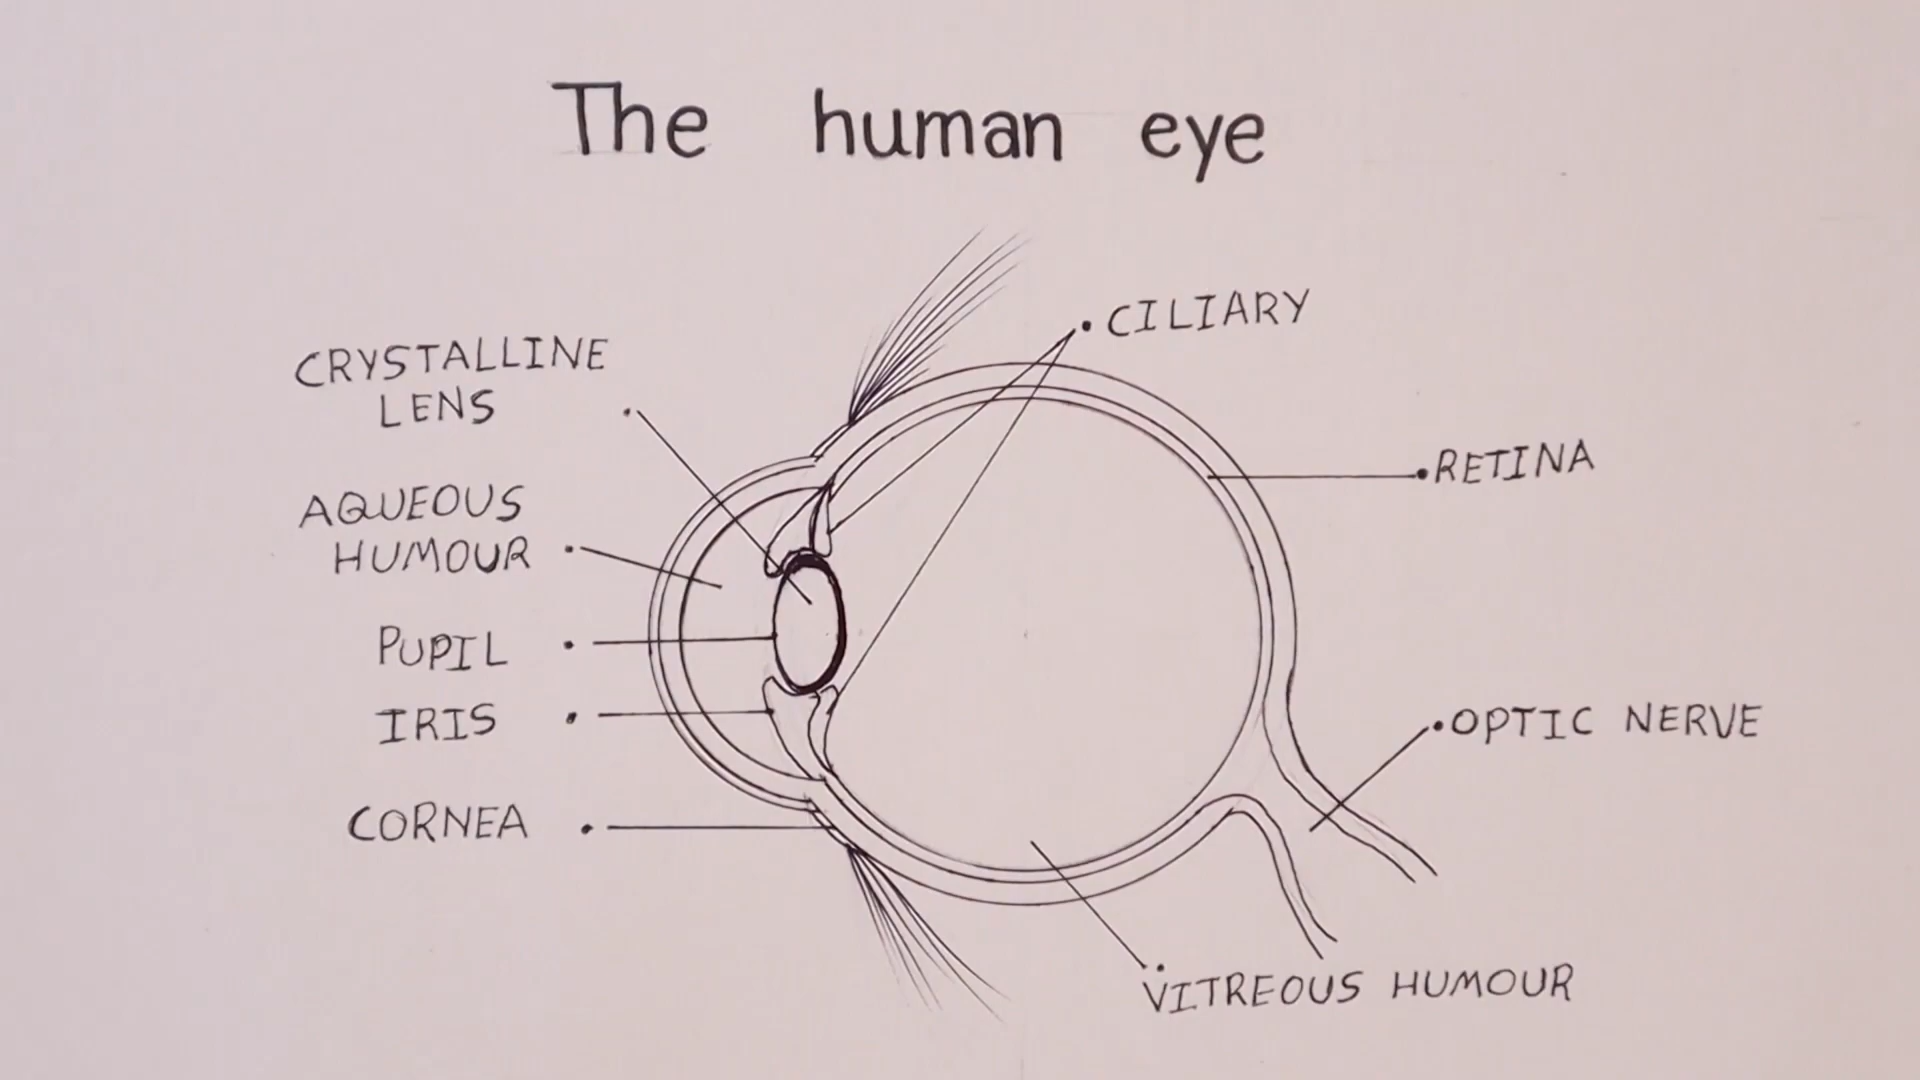 The human eye
CILIARY
CRYSTALLINE
LENS
RETINA
AQUEOUS
HUMOUR
PUPIL
IRIS
OPTIC NERVE
CORNEA
VITREOUS HUMOUR